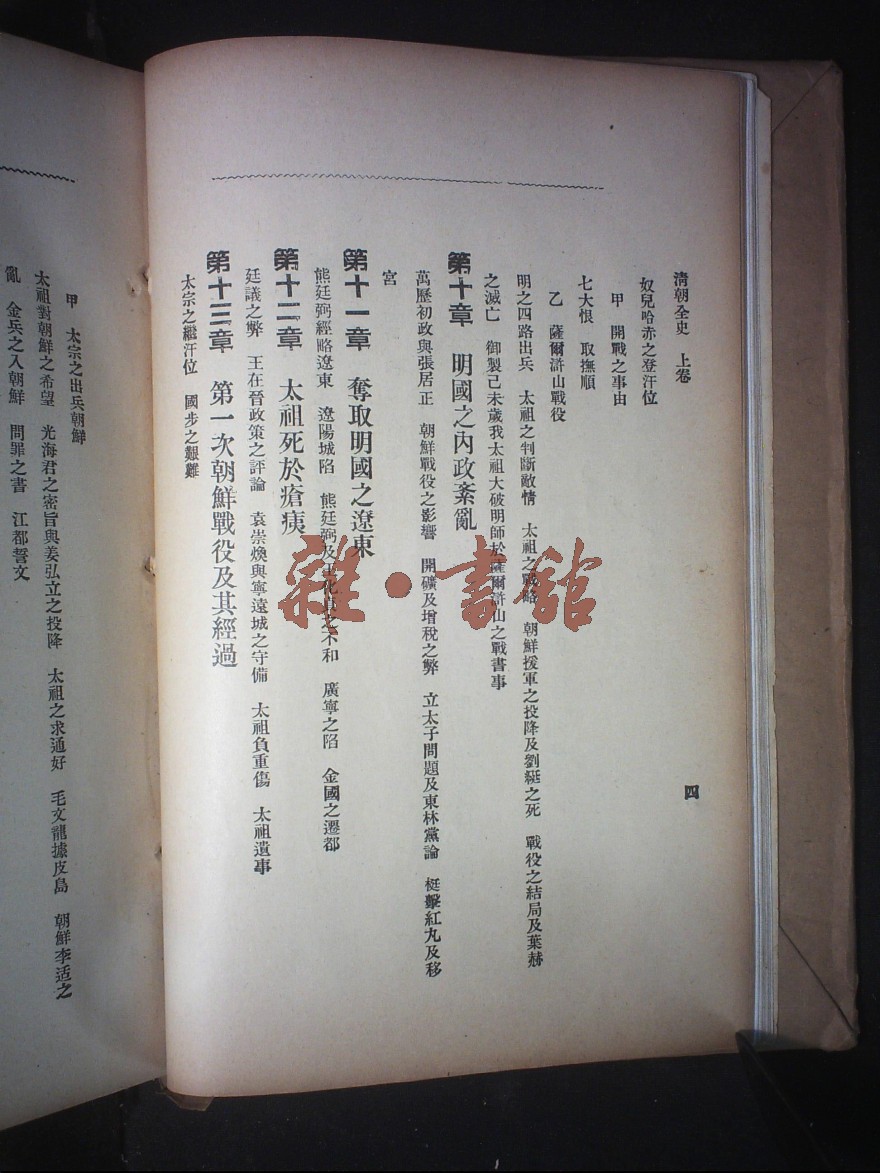 清朝全史 上卷
四
奴兒哈赤之登汗位
甲 開戰之事由
七大恨 取撫順
乙 薩爾滸山戰役
明之四路出兵 太祖之判斷敵情 太祖之戰略 朝鮮援軍之投降及劉綎之死 戰役之結局及葉赫
之滅亡 御製己未歲我太祖大破明師於薩爾滸山之戰書事
第十章 明國之內政紊亂
萬歷初政與張居正 朝鮮戰役之影響 開礦及增稅之弊 立太子問題及東林黨論 梃擊紅丸及移
宮
第十一章 奪取明國之遼東
熊廷弼經略遼東 遼陽城陷 熊廷弼及王化貞之不和 廣寧之陷 金國之遷都
第十二章 太祖死於瘡痍
廷議之弊 王在晉政策之評論 袁崇煥與寧遠城之守備 太祖負重傷 太祖遺事
第十三章 第一次朝鮮戰役及其經過
太宗之繼汗位 國步之艱難
甲 太宗之出兵朝鮮
太祖對朝鮮之希望 光海君之密旨與姜弘立之投降 太祖之求通好 毛文龍據皮島 朝鮮李适之
亂 金兵之入朝鮮 問罪之書 江都誓文
雜·書館